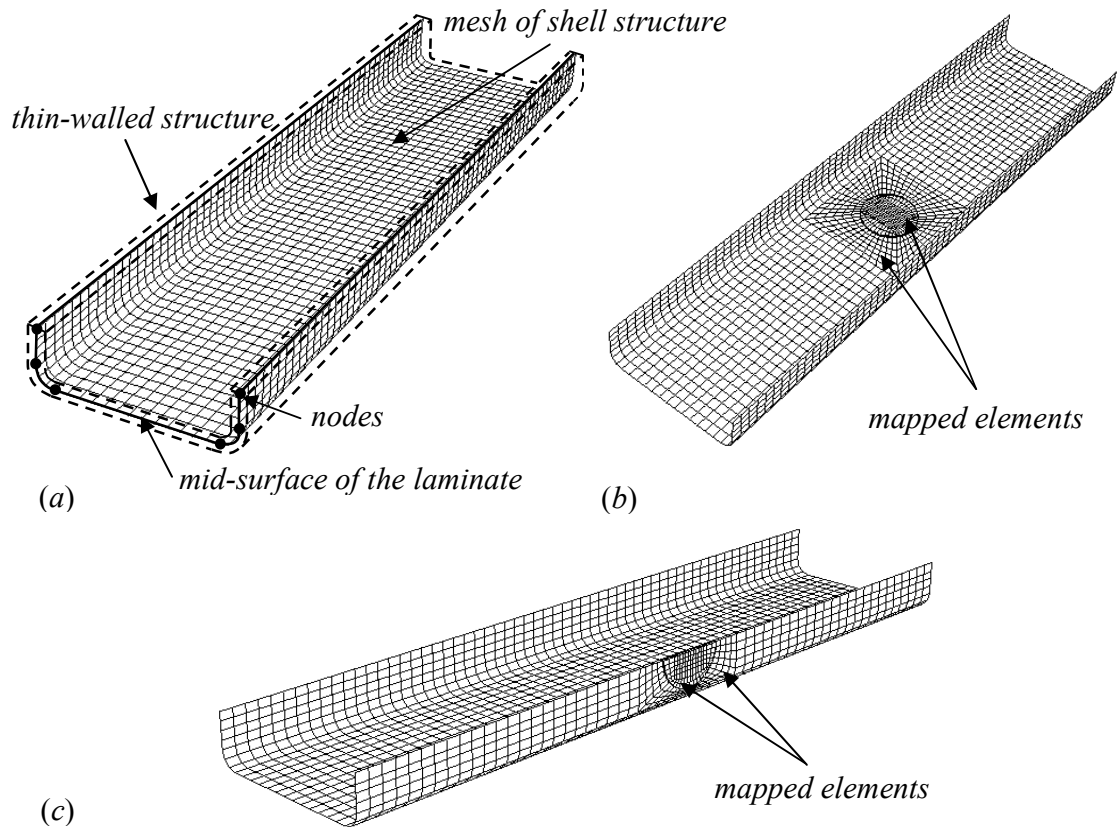 mesh of shell structure
thin-walled structure
nodes
mid-surface of the laminate
(a)
mapped elements
(b)
mapped elements
(c)